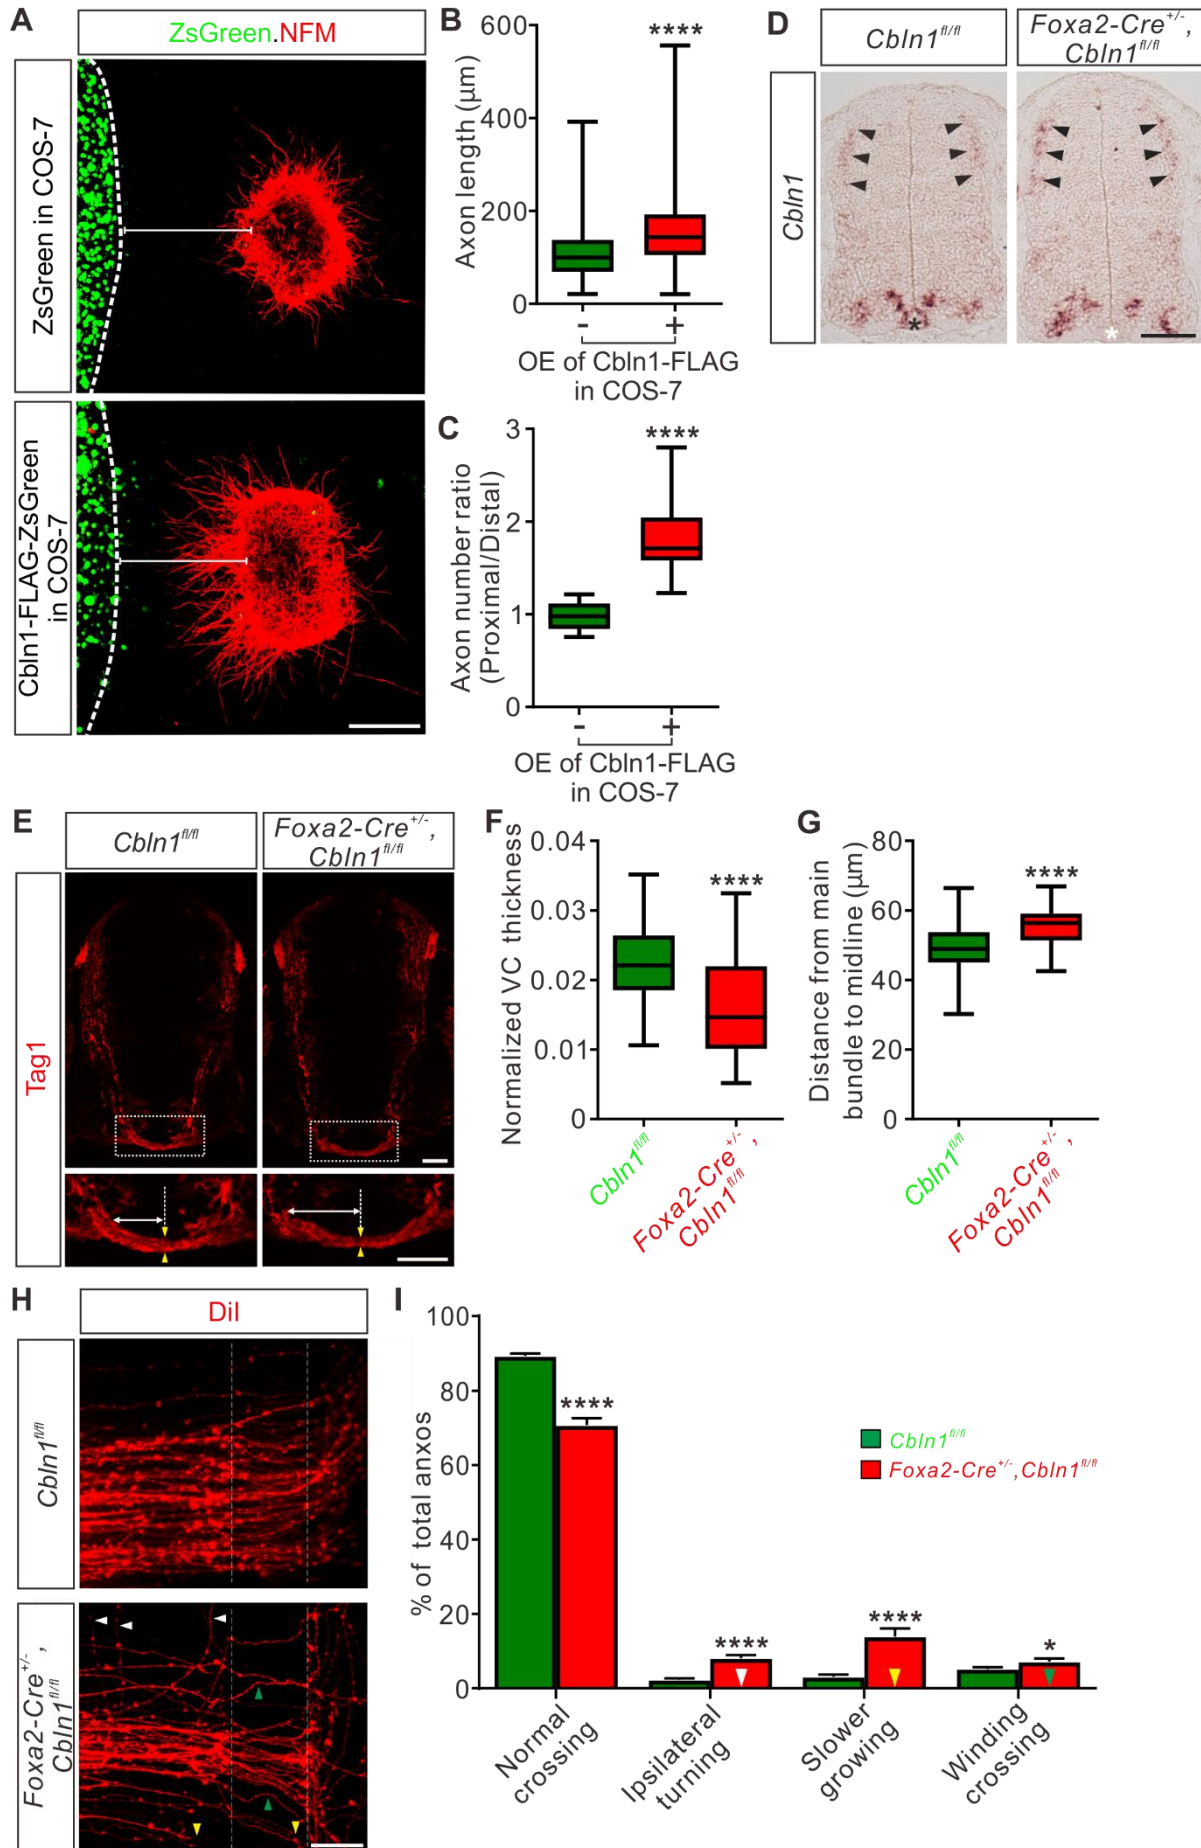 A
ZsGreen.NFM
ZsGreen in COS-7
Cbln1-FLAG-ZsGreen
in COS-7
B
Axon length (μm)
600
400
200
0
****
- +
OE of Cbln1-FLAG
in COS-7
C
Axon number ratio
(Proximal/Distal)
3
2
1
0
****
- +
OE of Cbln1-FLAG
in COS-7
D
Cbln1fl/fl
Foxa2-Cre+/-,
Cbln1fl/fl
Cbln1
*
*
E
Cbln1fl/fl
Foxa2-Cre+/-,
Cbln1fl/fl
Tag1
F
Normalized VC thickness
0.04
0.03
0.02
0.01
0
****
Cbln1fl/fl
Foxa2-Cre+/-,
Cbln1fl/fl
G
Distance from main
bundle to midline (μm)
80
60
40
20
0
****
Cbln1fl/fl
Foxa2-Cre+/-,
Cbln1fl/fl
H
DiI
Cbln1fl/fl
Foxa2-Cre+/-,
Cbln1fl/fl
I
% of total anxos
100
80
60
40
20
0
****
****
****
*
Cbln1fl/fl
Foxa2-Cre+/-,Cbln1fl/fl
Normal
crossing
Ipsilateral
turning
Slower
growing
Winding
crossing